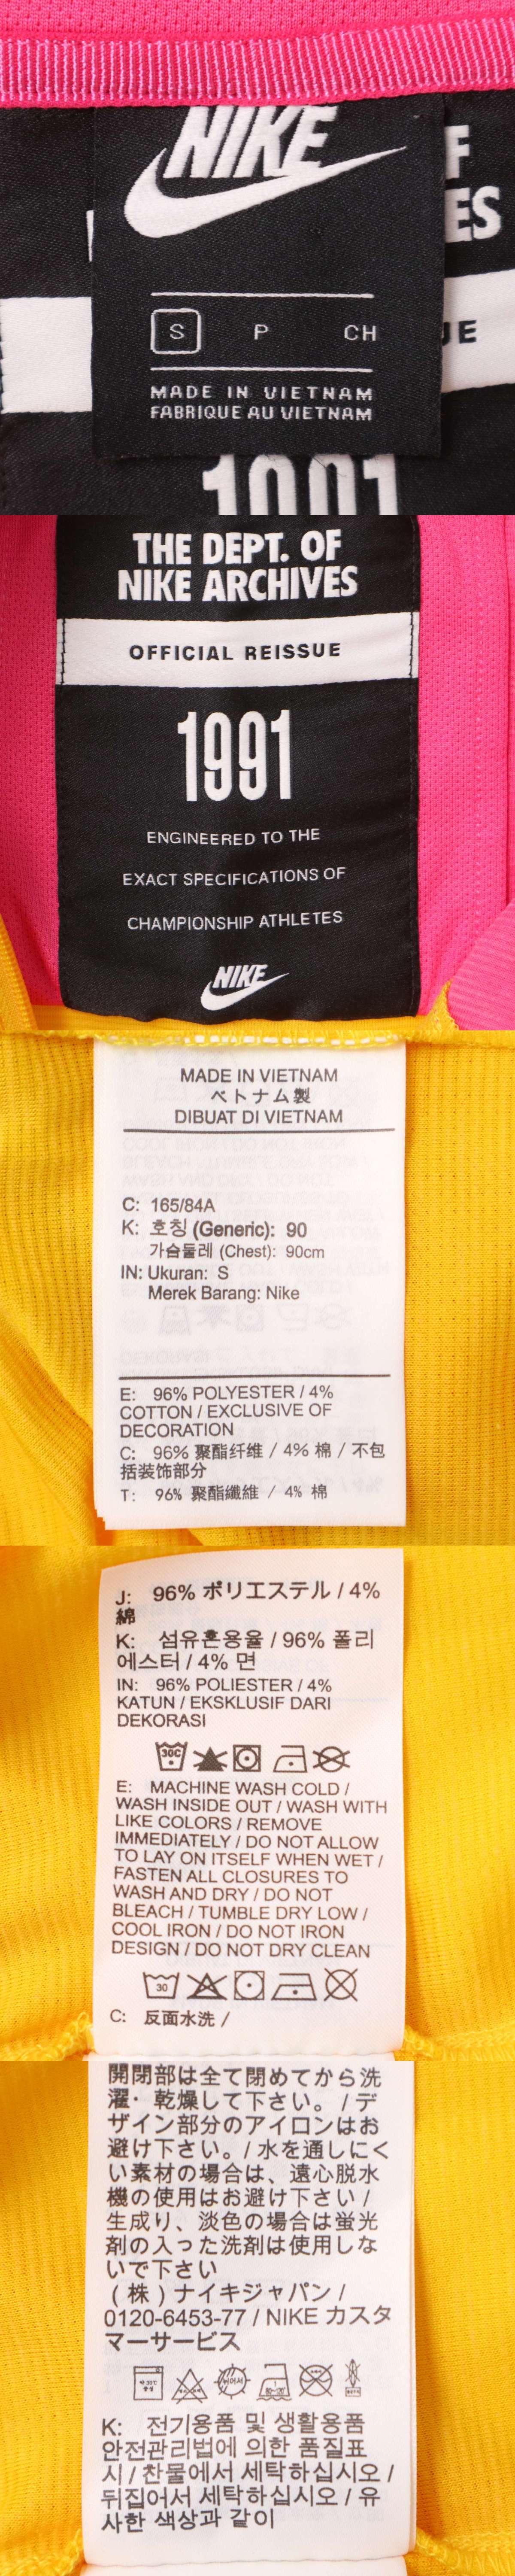 NIKE
F
ES
S P CH
UE
MADE IN VIETNAM
FABRIQUE AU VIETNAM
1991
THE DEPT. OF
NIKE ARCHIVES
OFFICIAL REISSUE
1991
ENGINEERED TO THE
EXACT SPECIFICATIONS OF
CHAMPIONSHIP ATHLETES
NIKE
MADE IN VIETNAM
ベトナム製
DIBUAT DI VIETNAM
C: 165/84A
K: 호칭 (Generic): 90
가슴둘레 (Chest): 90cm
IN: Ukuran: S
Merek Barang: Nike
E: 96% POLYESTER / 4%
COTTON / EXCLUSIVE OF
DECORATION
C: 96% 聚酯纤维 / 4% 棉 / 不包
括装饰部分
T: 96% 聚酯纖維 / 4% 棉
J: 96% ポリエステル / 4%
綿
K: 섬유혼용율 / 96% 폴리
에스터 / 4% 면
IN: 96% POLIESTER / 4%
KATUN / EKSKLUSIF DARI
DEKORASI
30C
E: MACHINE WASH COLD /
WASH INSIDE OUT / WASH WITH
LIKE COLORS / REMOVE
IMMEDIATELY / DO NOT ALLOW
TO LAY ON ITSELF WHEN WET /
FASTEN ALL CLOSURES TO
WASH AND DRY / DO NOT
BLEACH / TUMBLE DRY LOW /
COOL IRON / DO NOT IRON
DESIGN / DO NOT DRY CLEAN
30
C: 反面水洗 /
開閉部は全て閉めてから洗
濯・乾燥して下さい。 / デ
ザイン部分のアイロンはお
避け下さい。/ 水を通しにく
い素材の場合は、遠心脱水
機の使用はお避け下さい /
生成り、淡色の場合は蛍光
剤の入った洗剤は使用しな
いで下さい
(株)ナイキジャパン /
0120-6453-77 / NIKE カスタ
マーサービス
K: 전기용품 및 생활용품
안전관리법에 의한 품질표
시 / 찬물에서 세탁하십시오 /
뒤집어서 세탁하십시오 / 유
사한 색상과 같이